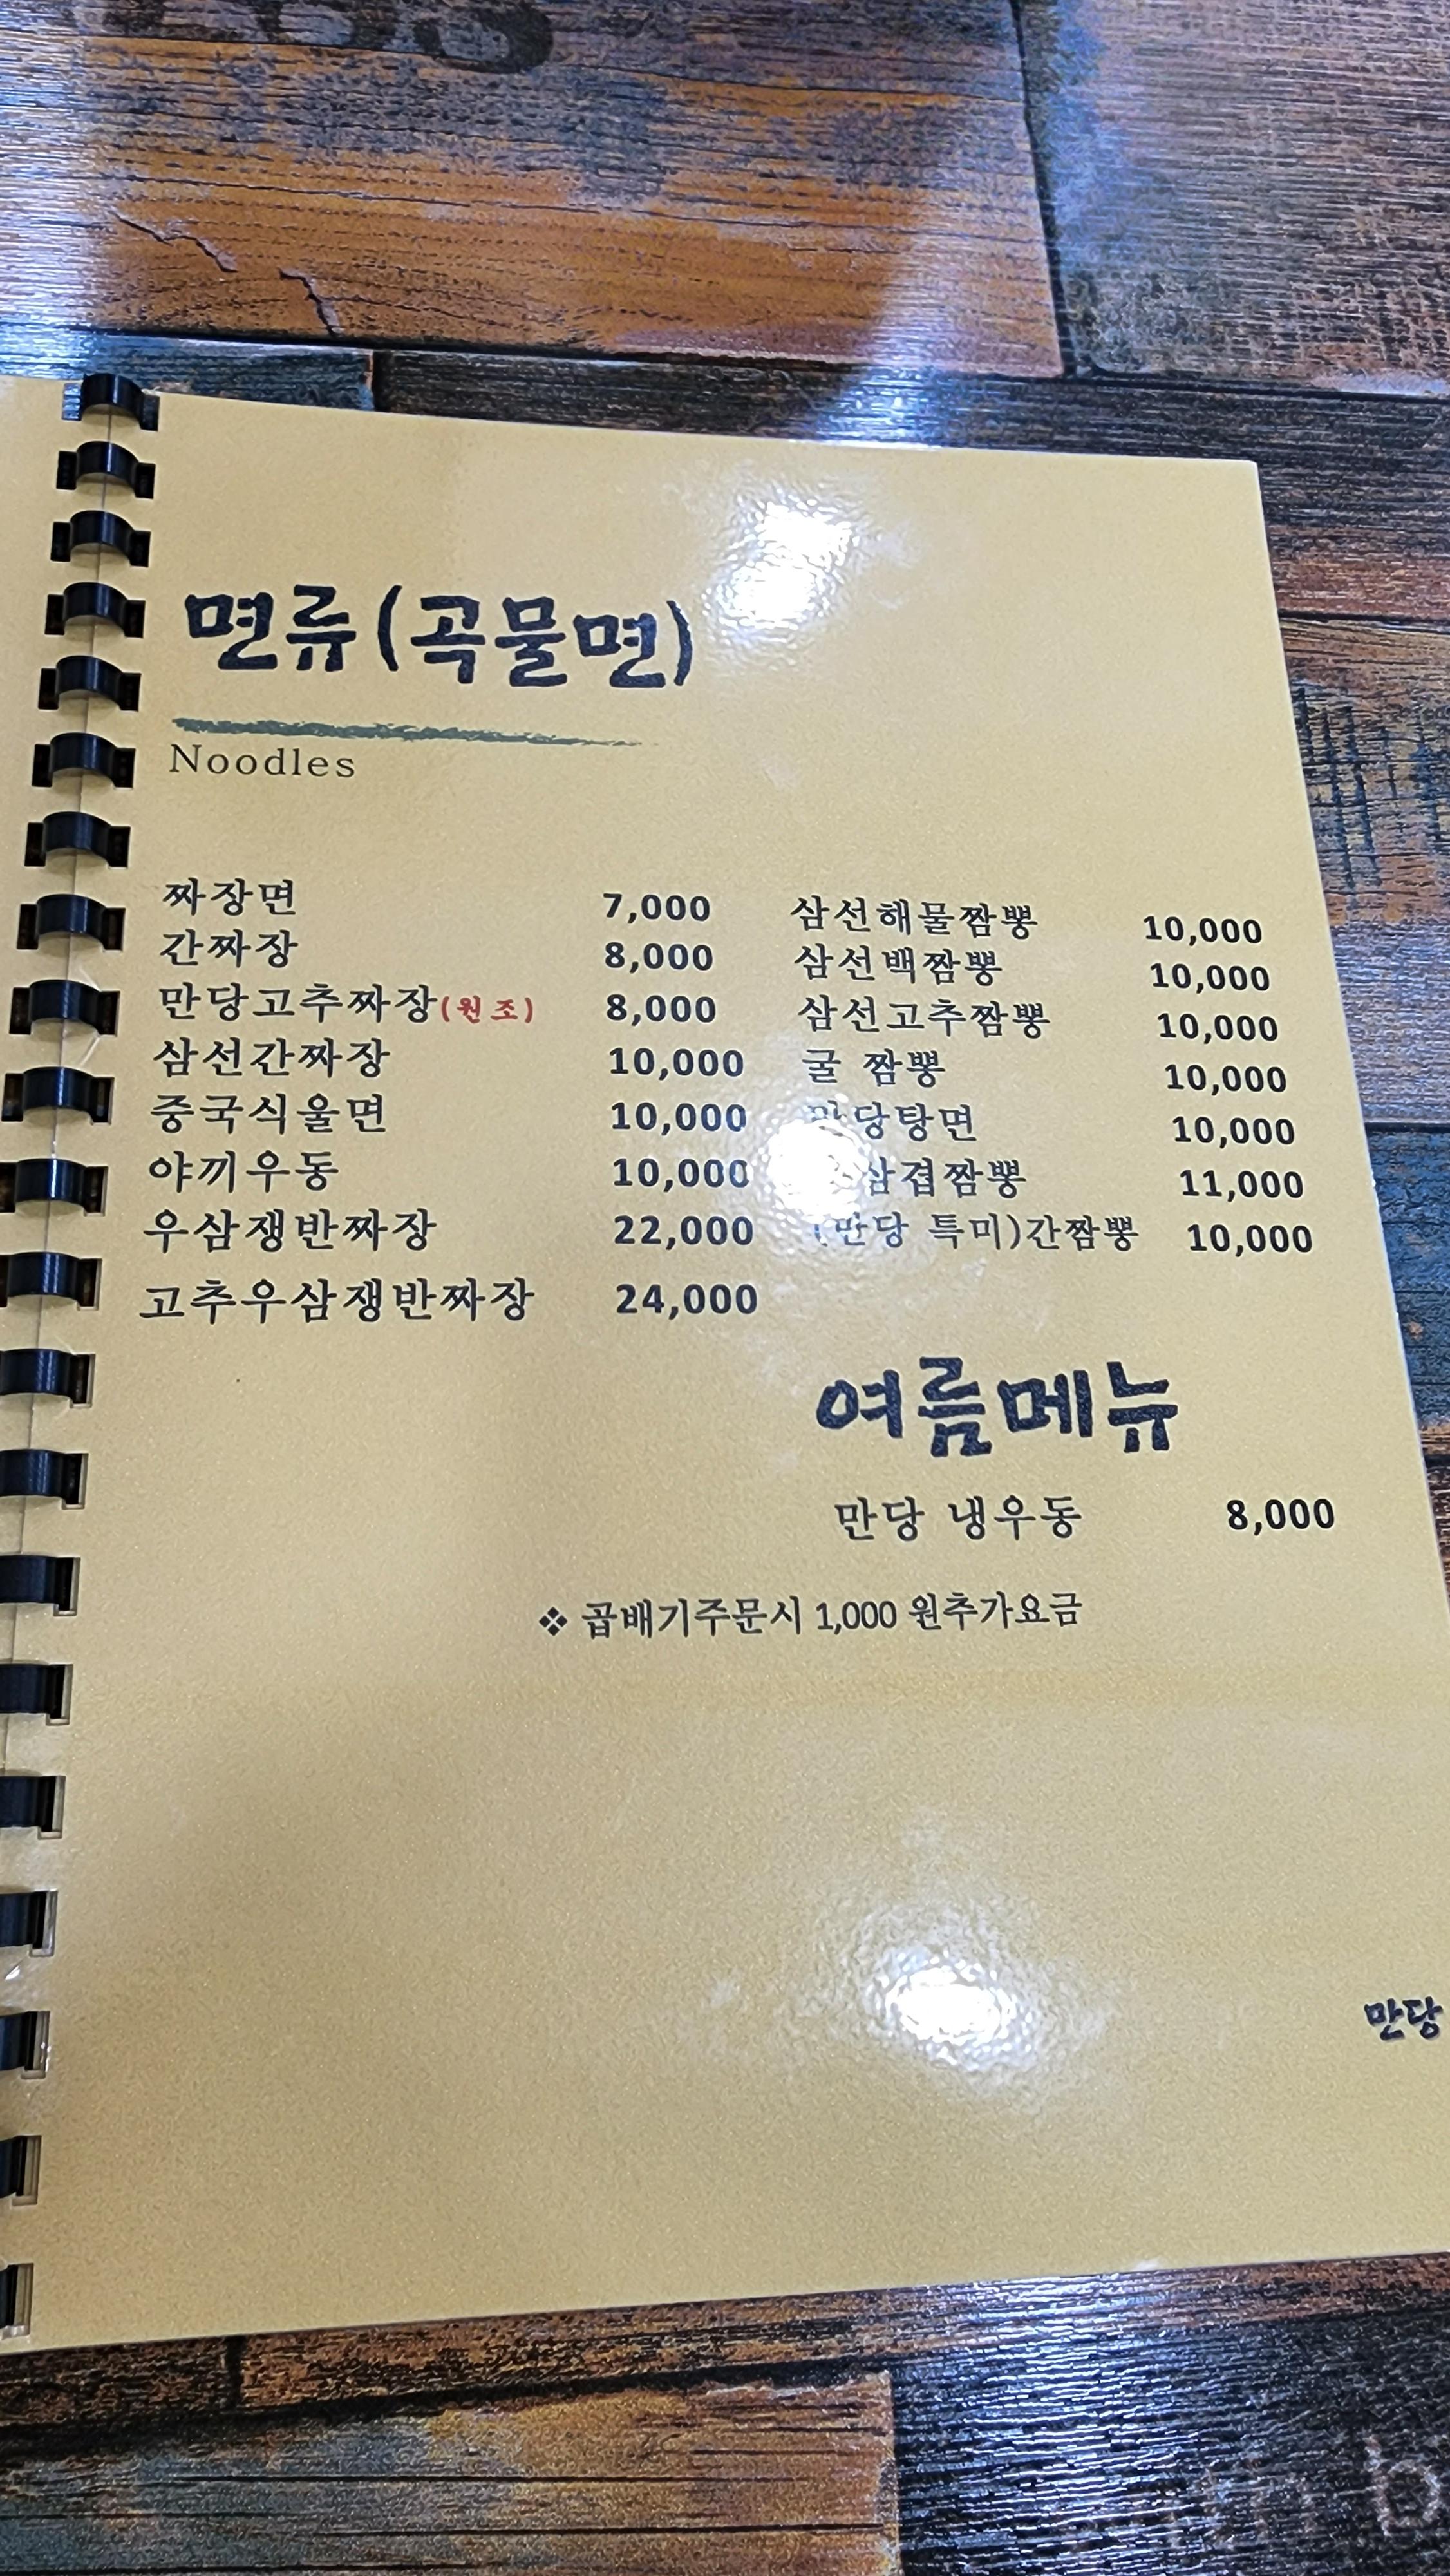 면류(곡물면)
Noodles
짜장면 7,000
간짜장 8,000
만당고추짜장(원조) 8,000
삼선간짜장 10,000
중국식울면 10,000
야끼우동 10,000
우삼쟁반짜장 22,000
고추우삼쟁반짜장 24,000
삼선해물짬뽕 10,000
삼선백짬뽕 10,000
삼선고추짬뽕 10,000
굴 짬뽕 10,000
만당탕면 10,000
11,000
(만당 특미)간짬뽕 10,000
여름메뉴
만당 냉우동 8,000
❖ 곱배기주문시 1,000 원추가요금
만당